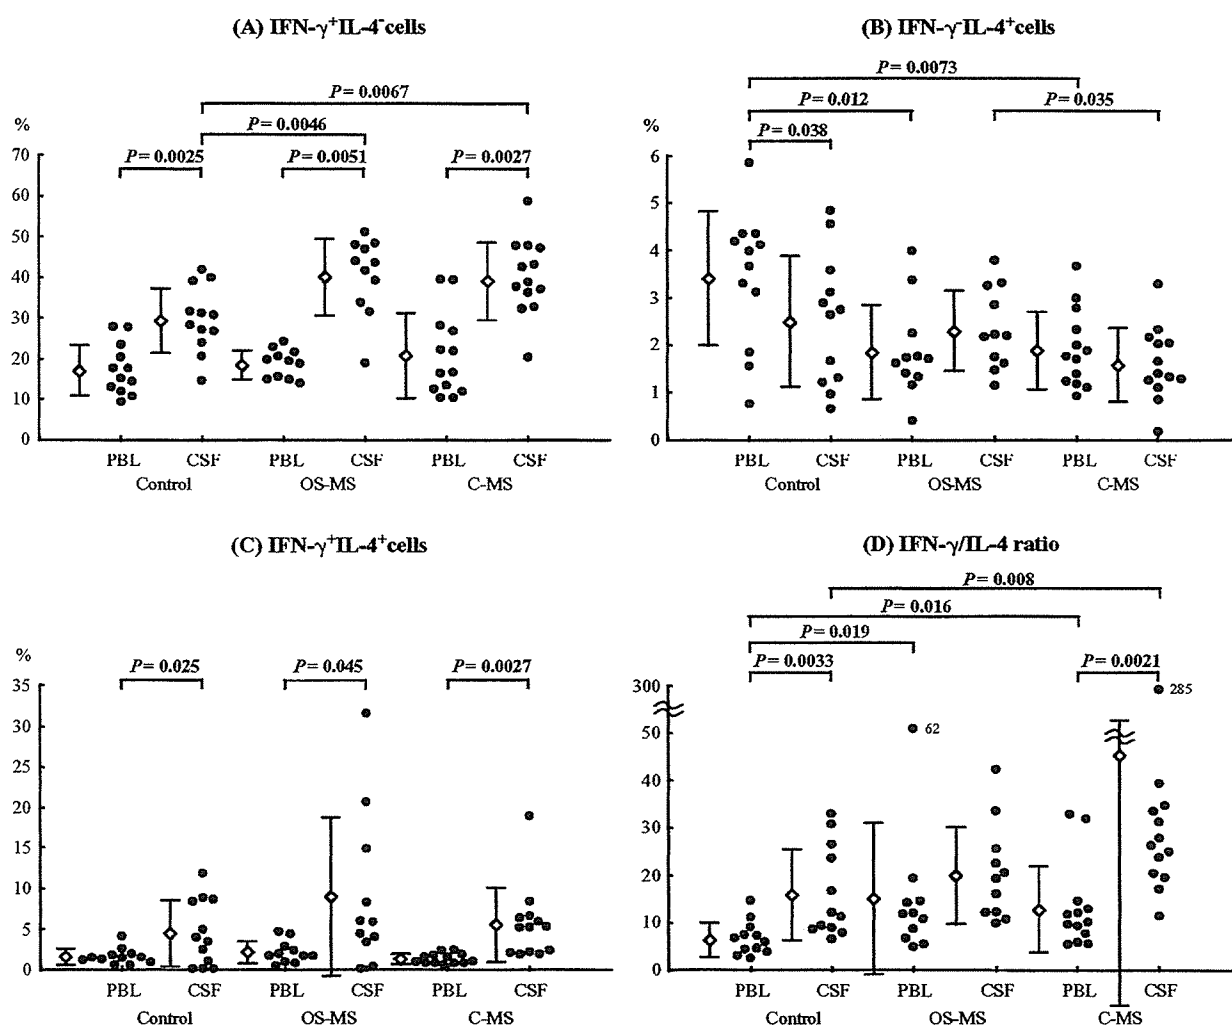 (A) IFN-γ⁺IL-4⁻cells
P = 0.0067
P = 0.0046
P = 0.0025
P = 0.0051
P = 0.0027
%
70
60
50
40
30
20
10
0
PBL CSF PBL CSF PBL CSF
Control OS-MS C-MS
(B) IFN-γ⁻IL-4⁺cells
P = 0.0073
P = 0.012
P = 0.035
P = 0.038
%
6
5
4
3
2
1
0
PBL CSF PBL CSF PBL CSF
Control OS-MS C-MS
(C) IFN-γ⁺IL-4⁺cells
P = 0.025
P = 0.045
P = 0.0027
%
35
30
25
20
15
10
5
0
PBL CSF PBL CSF PBL CSF
Control OS-MS C-MS
(D) IFN-γ/IL-4 ratio
P = 0.008
P = 0.016
P = 0.019
P = 0.0033
P = 0.0021
300
285
62
50
40
30
20
10
0
PBL CSF PBL CSF PBL CSF
Control OS-MS C-MS